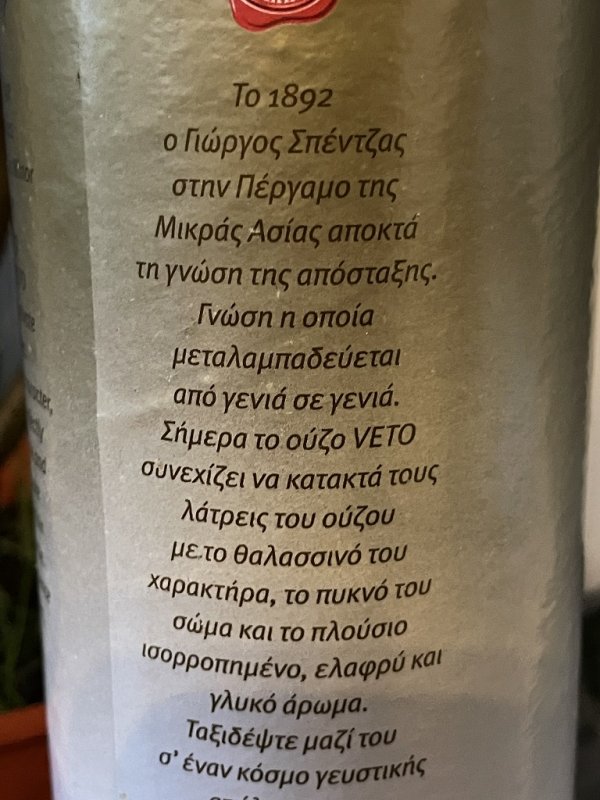 Το 1892
ο Γιώργος Σπέντζας
στην Πέργαμο της
Μικράς Ασίας αποκτά
τη γνώση της απόσταξης.
Γνώση η οποία
μεταλαμπαδεύεται
από γενιά σε γενιά.
Σήμερα το ούζο VETO
συνεχίζει να κατακτά τους
λάτρεις του ούζου
με το θαλασσινό του
χαρακτήρα, το πυκνό του
σώμα και το πλούσιο
ισορροπημένο, ελαφρύ και
γλυκό άρωμα.
Ταξιδέψτε μαζί του
σ' έναν κόσμο γευστικής